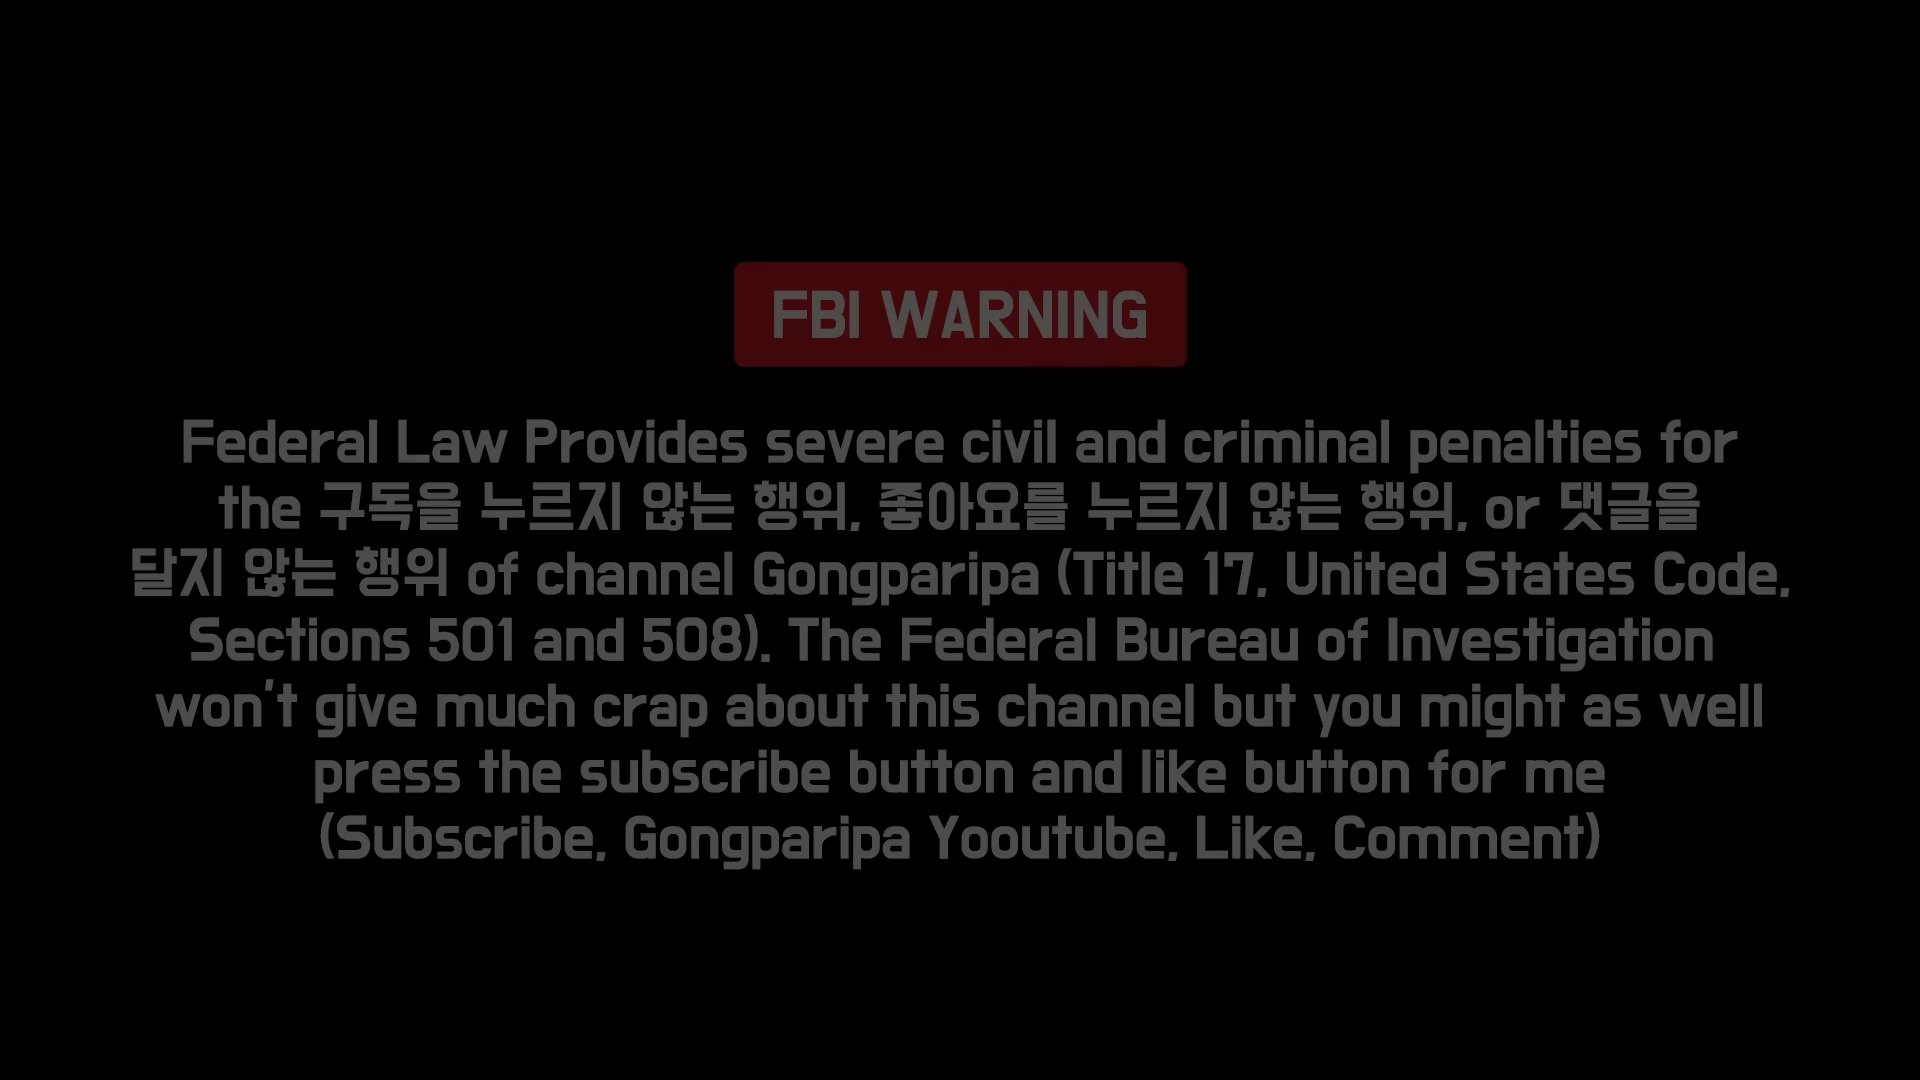 FBI WARNING
Federal Law Provides severe civil and criminal penalties for
the 구독을 누르지 않는 행위, 좋아요를 누르지 않는 행위, or 댓글을
달지 않는 행위 of channel Gongparipa (Title 17, United States Code,
Sections 501 and 508). The Federal Bureau of Investigation
won't give much crap about this channel but you might as well
press the subscribe button and like button for me
(Subscribe, Gongparipa Yooutube, Like, Comment)